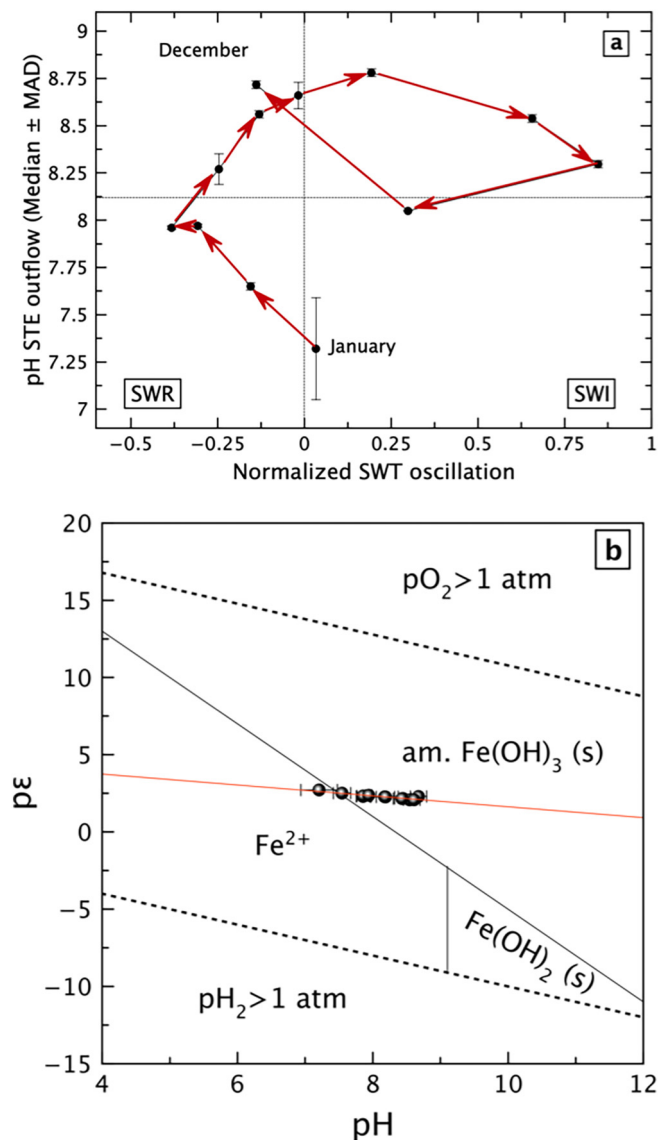 a
December
January
SWR
SWI
pH STE outflow (Median ± MAD)
9
8.75
8.5
8.25
8
7.75
7.5
7.25
7
−0.5
−0.25
0
0.25
0.5
0.75
1
Normalized SWT oscillation
b
pO₂>1 atm
am. Fe(OH)₃ (s)
Fe²⁺
Fe(OH)₂ (s)
pH₂>1 atm
pε
20
15
10
5
0
−5
−10
−15
4
6
8
10
12
pH